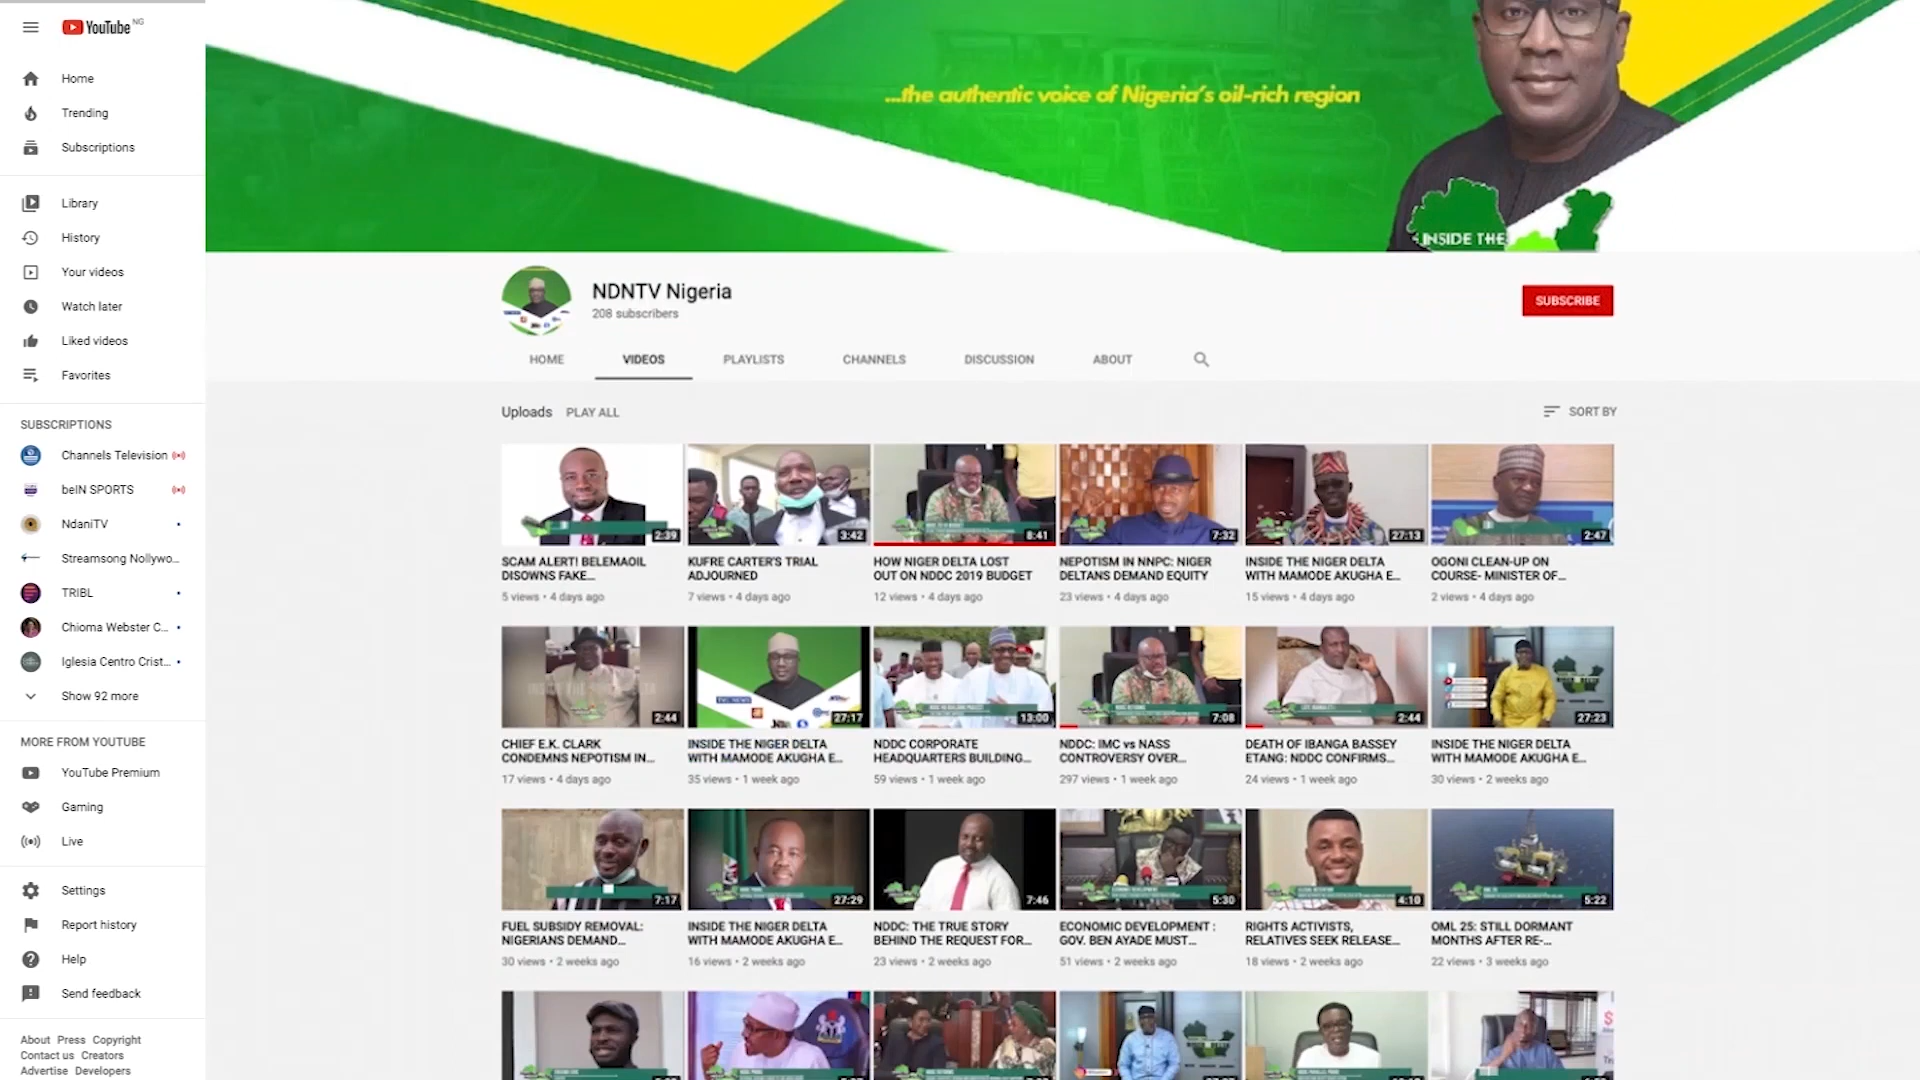 YouTube NG
Home
Trending
Subscriptions
Library
History
Your videos
Watch later
Liked videos
Favorites
SUBSCRIPTIONS
Channels Television
beIN SPORTS
NdaniTV
Streamsong Nollywo...
TRIBL
Chioma Webster C...
Iglesia Centro Crist...
Show 92 more
MORE FROM YOUTUBE
YouTube Premium
Gaming
Live
Settings
Report history
Help
Send feedback
About Press Copyright
Contact us Creators
Advertise Developers
...the authentic voice of Nigeria's oil-rich region
INSIDE THE
NDNTV Nigeria
208 subscribers
SUBSCRIBE
HOME VIDEOS PLAYLISTS CHANNELS DISCUSSION ABOUT
Uploads PLAY ALL SORT BY
2:39 3:42 8:41 7:32 27:13 2:47
SCAM ALERT! BELEMAOIL
DISOWNS FAKE...
5 views • 4 days ago
KUFRE CARTER'S TRIAL
ADJOURNED
7 views • 4 days ago
HOW NIGER DELTA LOST
OUT ON NDDC 2019 BUDGET
12 views • 4 days ago
NEPOTISM IN NNPC: NIGER
DELTANS DEMAND EQUITY
23 views • 4 days ago
INSIDE THE NIGER DELTA
WITH MAMODE AKUGHA E...
15 views • 4 days ago
OGONI CLEAN-UP ON
COURSE- MINISTER OF...
2 views • 4 days ago
2:44 27:17 13:00 7:08 2:44 27:23
CHIEF E.K. CLARK
CONDEMNS NEPOTISM IN...
17 views • 4 days ago
INSIDE THE NIGER DELTA
WITH MAMODE AKUGHA E...
35 views • 1 week ago
NDDC CORPORATE
HEADQUARTERS BUILDING...
59 views • 1 week ago
NDDC: IMC vs NASS
CONTROVERSY OVER...
297 views • 1 week ago
DEATH OF IBANGA BASSEY
ETANG: NDDC CONFIRMS...
24 views • 1 week ago
INSIDE THE NIGER DELTA
WITH MAMODE AKUGHA E...
30 views • 2 weeks ago
7:17 27:29 7:46 5:30 4:10 5:22
FUEL SUBSIDY REMOVAL:
NIGERIANS DEMAND...
30 views • 2 weeks ago
INSIDE THE NIGER DELTA
WITH MAMODE AKUGHA E...
16 views • 2 weeks ago
NDDC: THE TRUE STORY
BEHIND THE REQUEST FOR...
23 views • 2 weeks ago
ECONOMIC DEVELOPMENT :
GOV. BEN AYADE MUST...
51 views • 2 weeks ago
RIGHTS ACTIVISTS,
RELATIVES SEEK RELEASE...
18 views • 2 weeks ago
OML 25: STILL DORMANT
MONTHS AFTER RE-...
22 views • 3 weeks ago